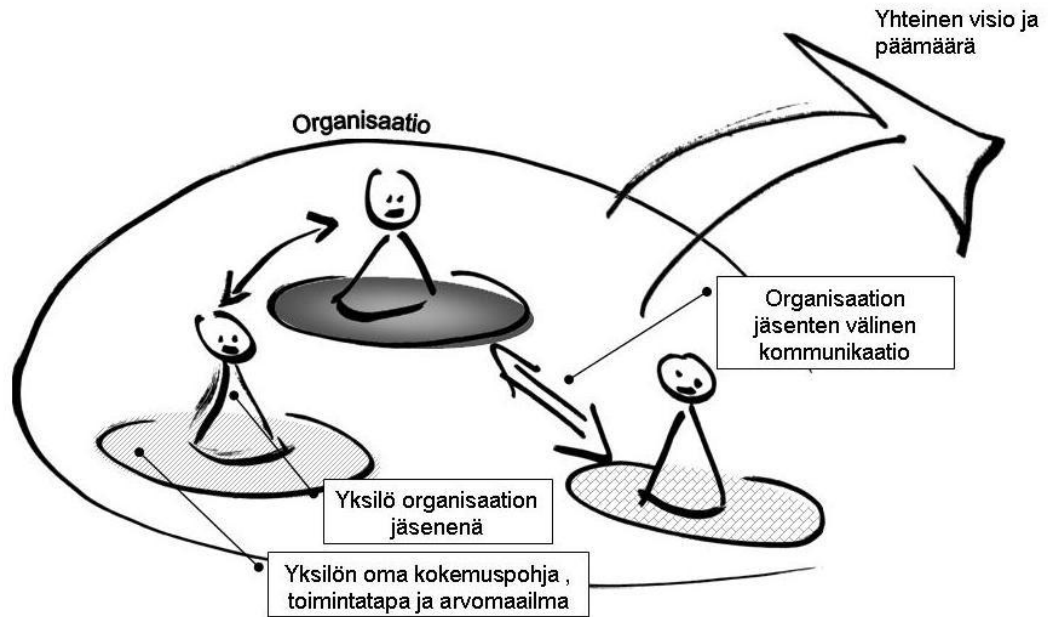 Yhteinen visio ja
päämäärä
Organisaatio
Organisaation
jäsenten välinen
kommunikaatio
Yksilö organisaation
jäsenenä
Yksilön oma kokemuspohja ,
toimintatapa ja arvomaailma